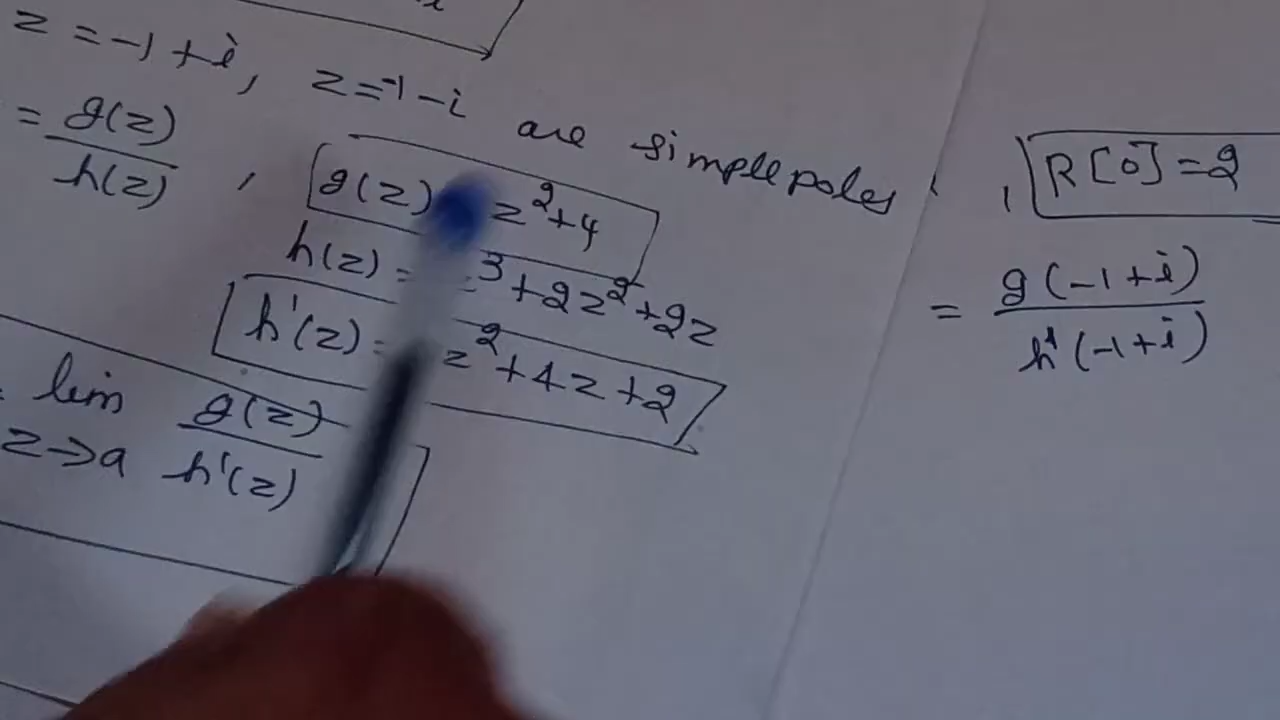 z = -1 + i, z = -1 - i are simple poles.
= g(z) / h(z) , g(z) z² + 4
h(z) = ³ + 2z² + 2z
h'(z) = z² + 4z + 2
lim z→a g(z) / h'(z)
, R[0] = 2
= g(-1 + i) / h'(-1 + i)